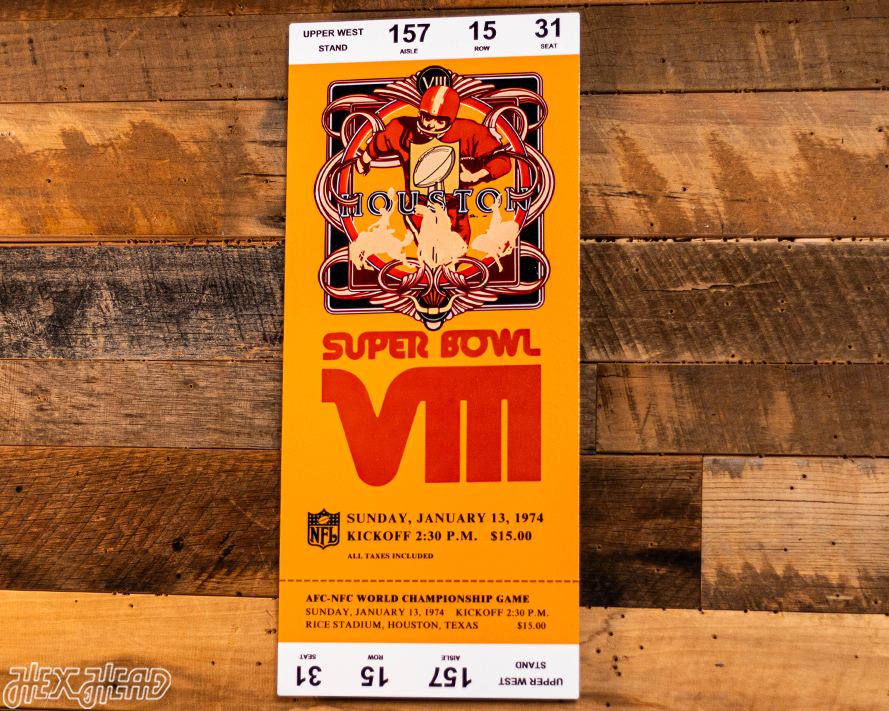 UPPER WEST STAND
157 15 31
AISLE ROW SEAT
VIII
HOUSTON
SUPER BOWL
VIII
NFL
SUNDAY, JANUARY 13, 1974
KICKOFF 2:30 P.M. $15.00
ALL TAXES INCLUDED
AFC-NFC WORLD CHAMPIONSHIP GAME
SUNDAY, JANUARY 13, 1974 KICKOFF 2:30 P.M.
RICE STADIUM, HOUSTON, TEXAS $15.00
UPPER WEST STAND
157 15 31
AISLE ROW SEAT
HEX HEAD